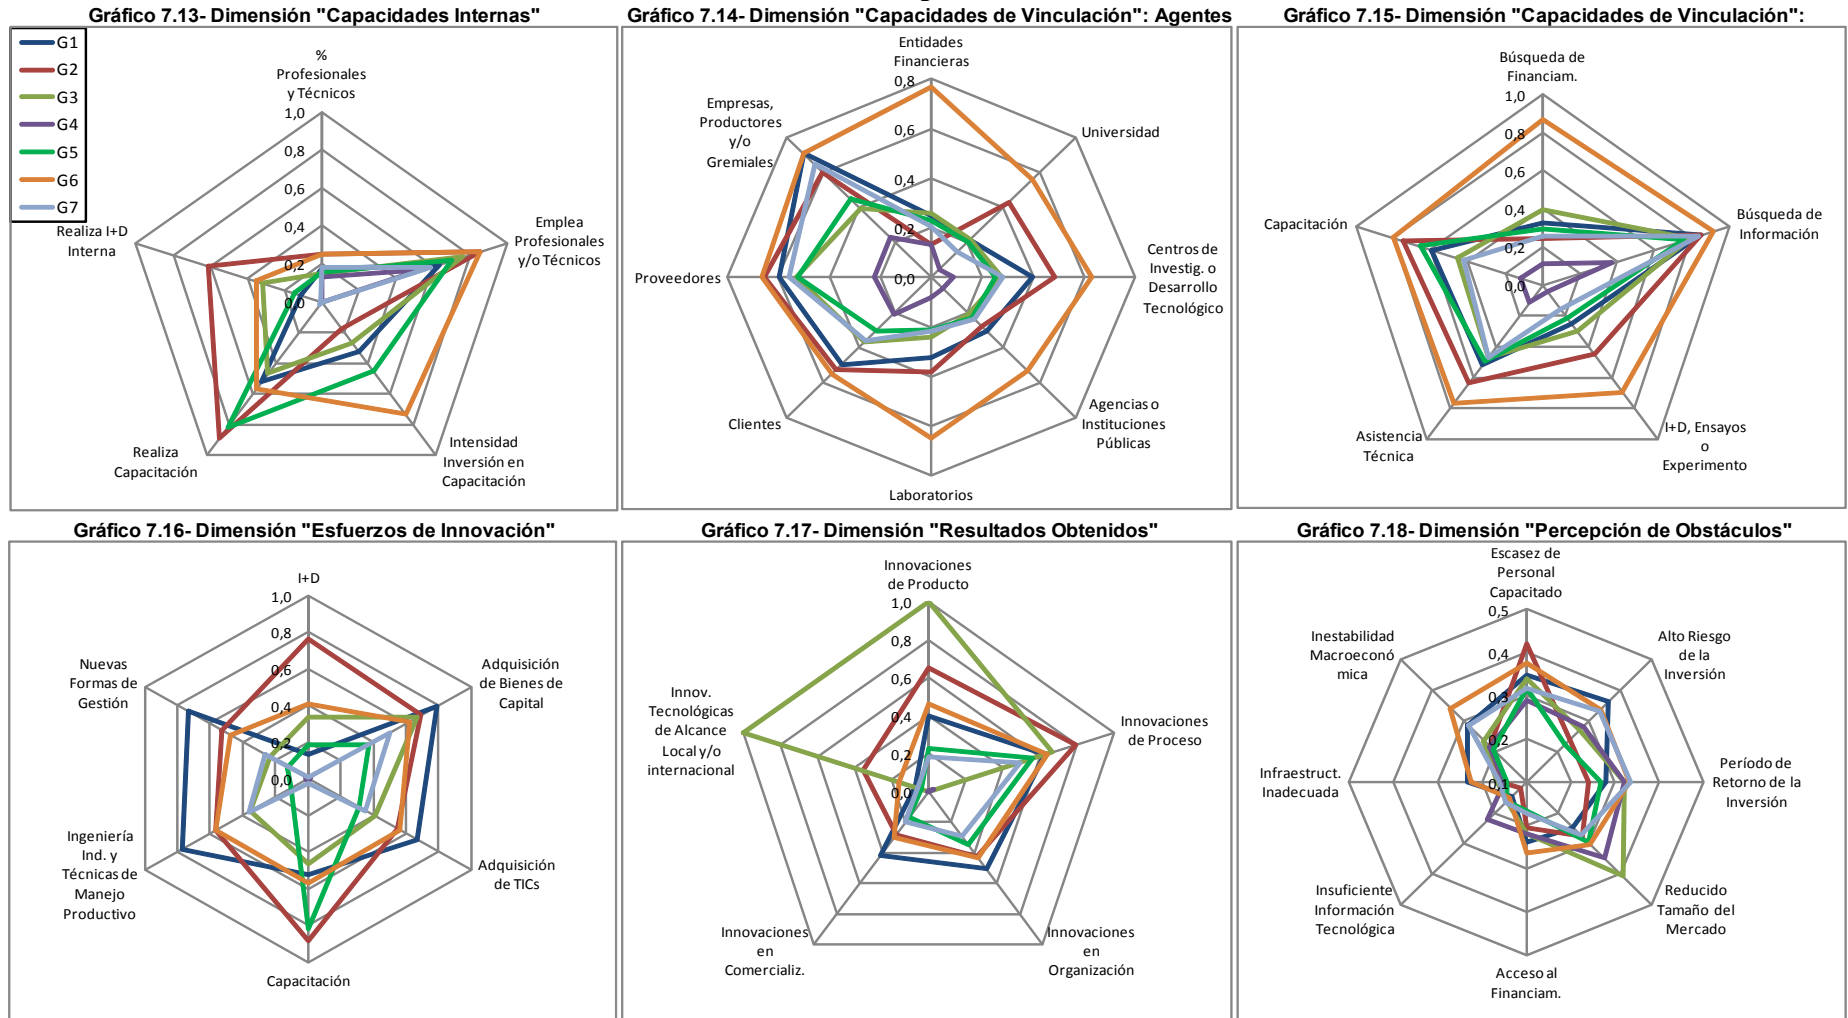 Gráfico 7.13- Dimensión "Capacidades Internas"
G1
G2
G3
G4
G5
G6
G7
%
Profesionales
y Técnicos
1,0
0,8
0,6
0,4
0,2
0,0
Emplea
Profesionales
y/o Técnicos
Intensidad
Inversión en
Capacitación
Realiza
Capacitación
Realiza I+D
Interna
Gráfico 7.14- Dimensión "Capacidades de Vinculación": Agentes
Entidades
Financieras
0,8
0,6
0,4
0,2
0,0
Universidad
Centros de
Investig. o
Desarrollo
Tecnológico
Agencias o
Instituciones
Públicas
Laboratorios
Clientes
Proveedores
Empresas,
Productores
y/o
Gremiales
Gráfico 7.15- Dimensión "Capacidades de Vinculación":
Búsqueda de
Financiam.
1,0
0,8
0,6
0,4
0,2
0,0
Búsqueda de
Información
I+D, Ensayos
o
Experimento
Asistencia
Técnica
Capacitación
Gráfico 7.16- Dimensión "Esfuerzos de Innovación"
I+D
1,0
0,8
0,6
0,4
0,2
0,0
Adquisición
de Bienes de
Capital
Adquisición
de TICs
Capacitación
Ingeniería
Ind. y
Técnicas de
Manejo
Productivo
Nuevas
Formas de
Gestión
Gráfico 7.17- Dimensión "Resultados Obtenidos"
Innovaciones
de Producto
1,0
0,8
0,6
0,4
0,2
0,0
Innovaciones
de Proceso
Innovaciones
en
Organización
Innovaciones
en
Comercializ.
Innov.
Tecnológicas
de Alcance
Local y/o
internacional
Gráfico 7.18- Dimensión "Percepción de Obstáculos"
Escasez de
Personal
Capacitado
0,5
0,4
0,3
0,2
0,1
Alto Riesgo
de la
Inversión
Período de
Retorno de la
Inversión
Reducido
Tamaño del
Mercado
Acceso al
Financiam.
Insuficiente
Información
Tecnológica
Infraestruct.
Inadecuada
Inestabilidad
Macroeconó
mica